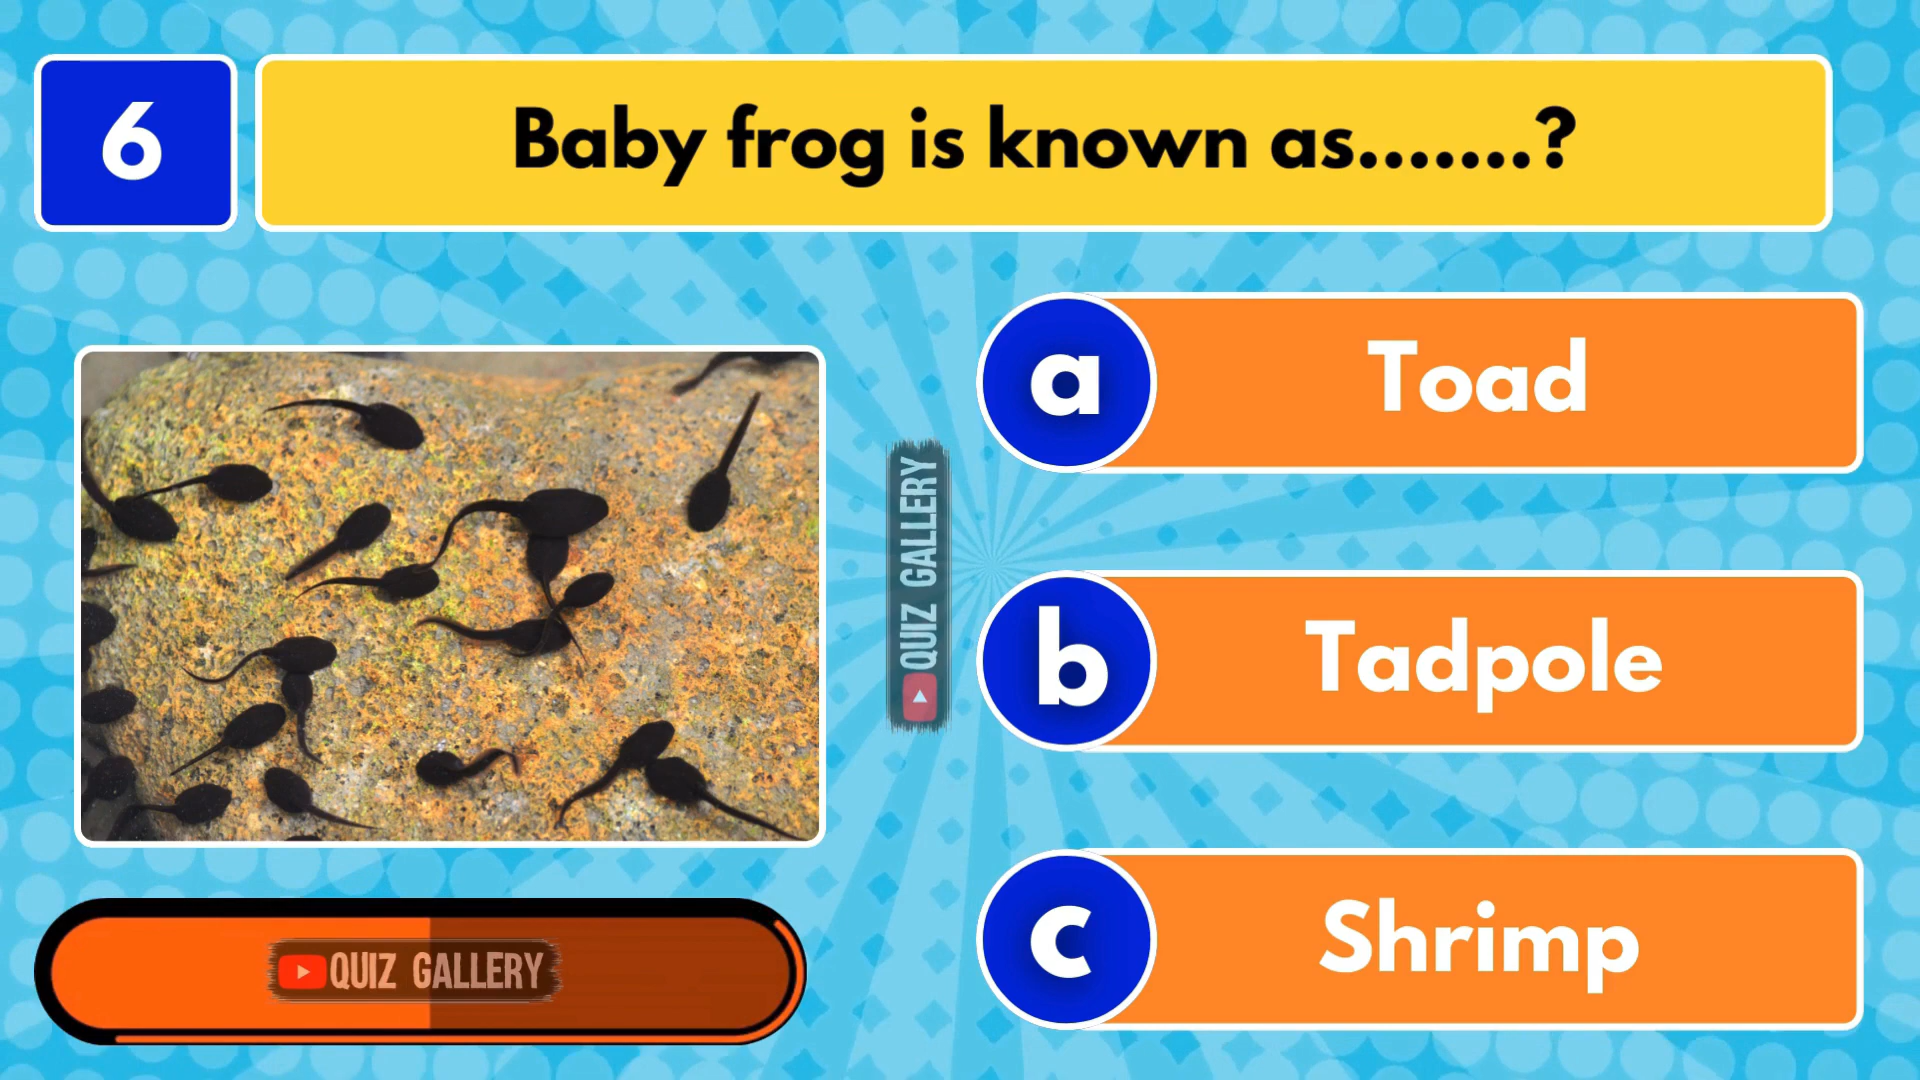 6
Baby frog is known as.......?
a
Toad
QUIZ GALLERY
b
Tadpole
c
Shrimp
QUIZ GALLERY